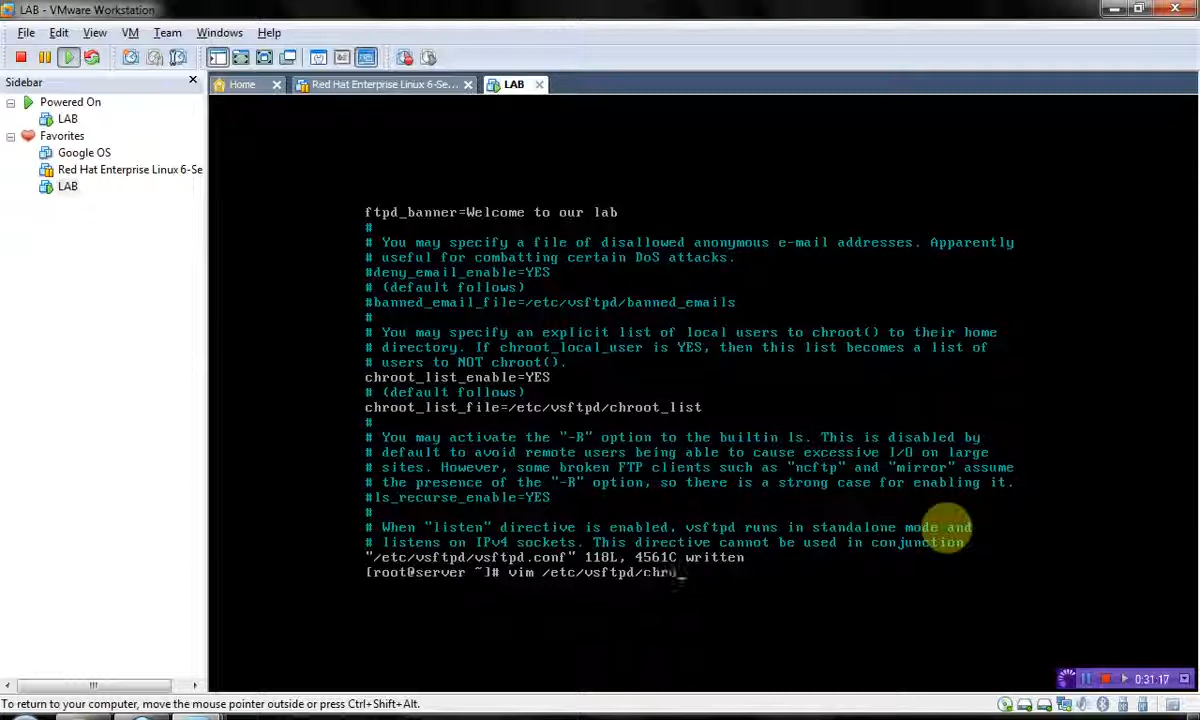 LAB - VMware Workstation
File Edit View VM Team Windows Help
Sidebar
Powered On
LAB
Favorites
Google OS
Red Hat Enterprise Linux 6-Se
LAB
Home
Red Hat Enterprise Linux 6-Se...
LAB
ftpd_banner=Welcome to our lab
#
# You may specify a file of disallowed anonymous e-mail addresses. Apparently
# useful for combatting certain DoS attacks.
#deny_email_enable=YES
# (default follows)
#banned_email_file=/etc/vsftpd/banned_emails
#
# You may specify an explicit list of local users to chroot() to their home
# directory. If chroot_local_user is YES, then this list becomes a list of
# users to NOT chroot().
chroot_list_enable=YES
# (default follows)
chroot_list_file=/etc/vsftpd/chroot_list
#
# You may activate the "-R" option to the builtin ls. This is disabled by
# default to avoid remote users being able to cause excessive I/O on large
# sites. However, some broken FTP clients such as "ncftp" and "mirror" assume
# the presence of the "-R" option, so there is a strong case for enabling it.
#ls_recurse_enable=YES
#
# When "listen" directive is enabled, vsftpd runs in standalone mode and
# listens on IPv4 sockets. This directive cannot be used in conjunction
"/etc/vsftpd/vsftpd.conf" 118L, 4561C written
[root@server ~]# vim /etc/vsftpd/chro
0:31:17
To return to your computer, move the mouse pointer outside or press Ctrl+Shift+Alt.